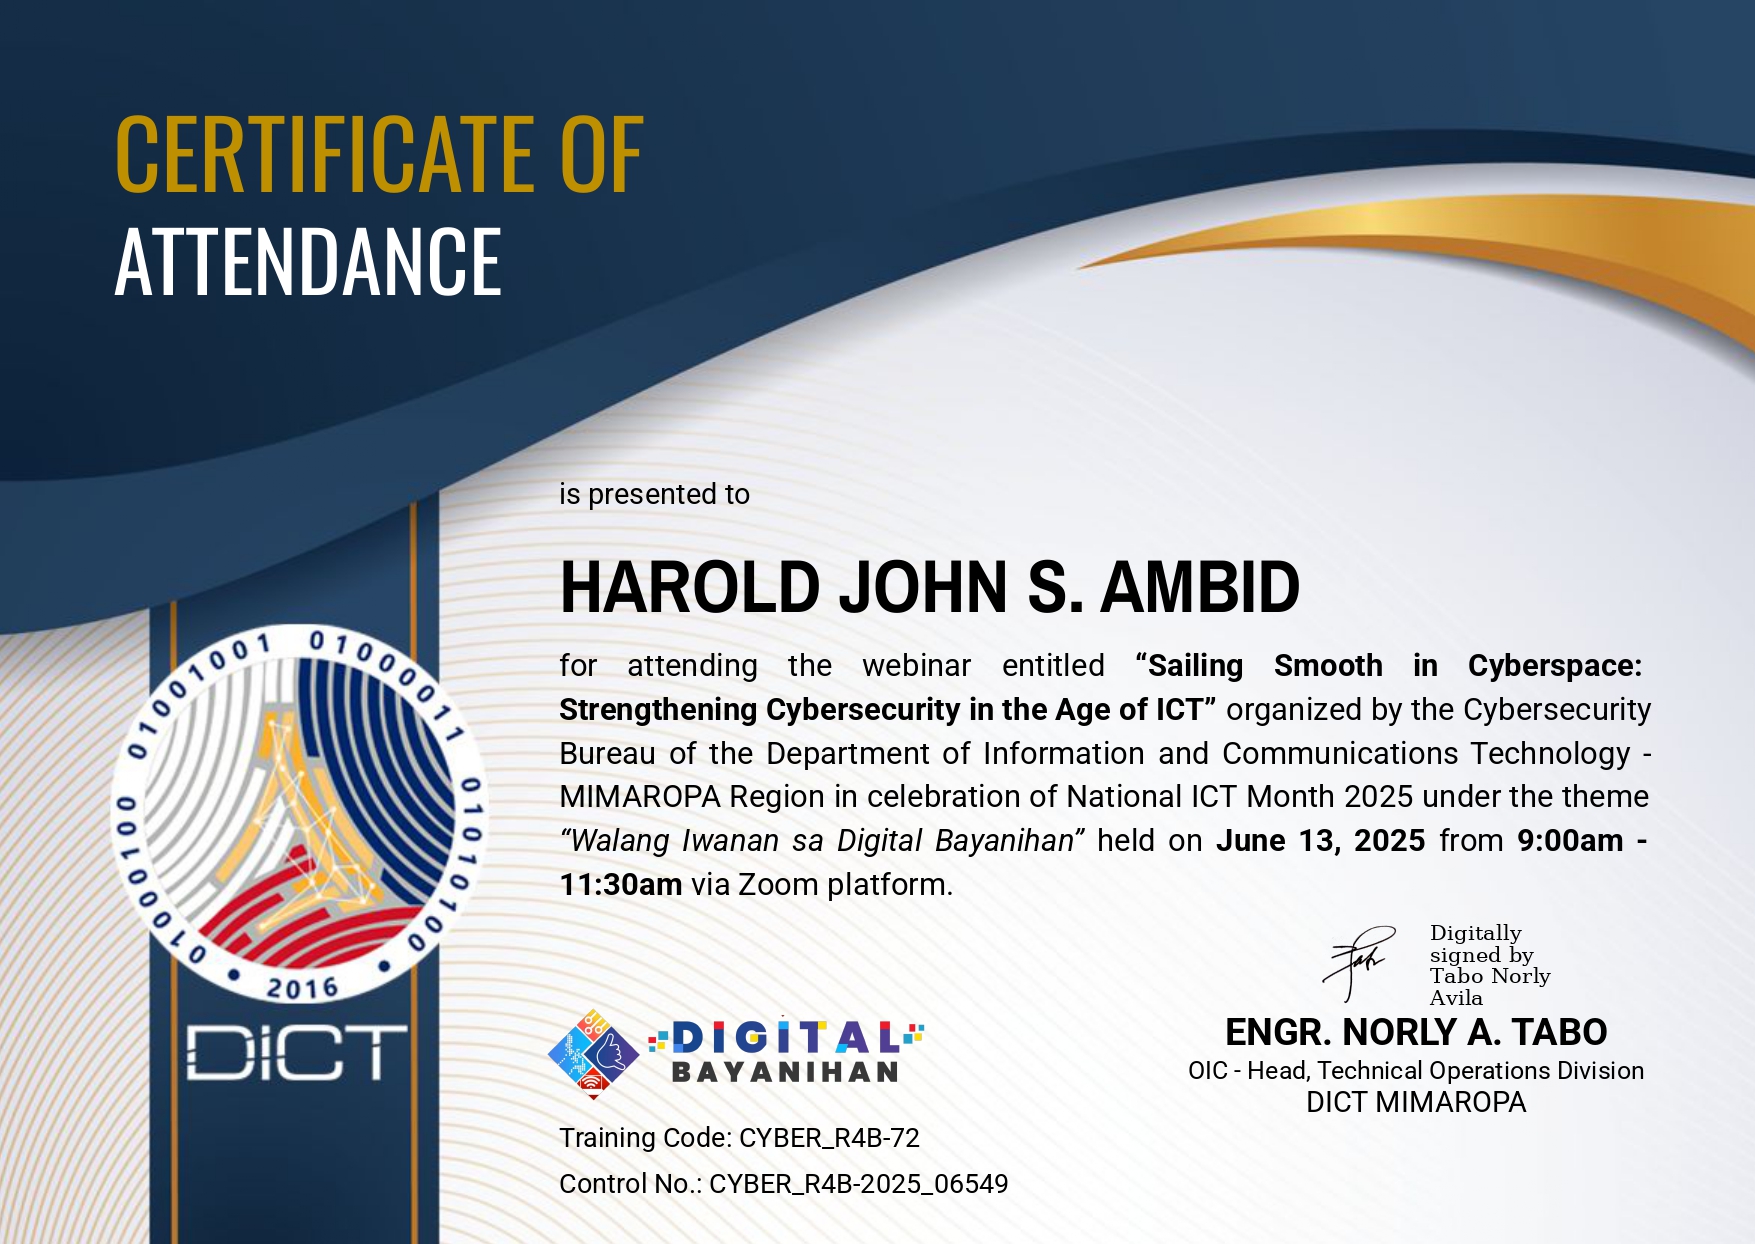 CERTIFICATE OF
ATTENDANCE
is presented to
HAROLD JOHN S. AMBID
for attending the webinar entitled “Sailing Smooth in Cyberspace:
Strengthening Cybersecurity in the Age of ICT” organized by the Cybersecurity
Bureau of the Department of Information and Communications Technology -
MIMAROPA Region in celebration of National ICT Month 2025 under the theme
“Walang Iwanan sa Digital Bayanihan” held on June 13, 2025 from 9:00am -
11:30am via Zoom platform.
01001001 01000011 01010100 • 2016 • 01000100
DICT
Digitally
signed by
Tabo Norly
Avila
ENGR. NORLY A. TABO
OIC - Head, Technical Operations Division
DICT MIMAROPA
DIGITAL
BAYANIHAN
Training Code: CYBER_R4B-72
Control No.: CYBER_R4B-2025_06549